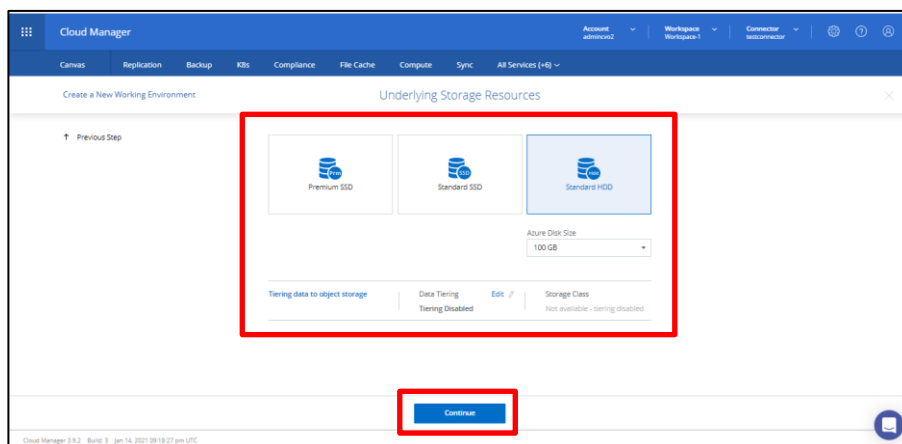 Cloud Manager
Account
admincvo2
Workspace
Workspace-1
Connector
testconnector
Canvas
Replication
Backup
K8s
Compliance
File Cache
Compute
Sync
All Services (+6)
Create a New Working Environment
Underlying Storage Resources
Previous Step
Prm
Premium SSD
SSD
Standard SSD
HDD
Standard HDD
Azure Disk Size
100 GB
Tiering data to object storage
Data Tiering
Edit
Tiering Disabled
Storage Class
Not available - tiering disabled
Continue
Cloud Manager 3.9.2 Build: 3 Jan 14, 2021 09:18:27 pm UTC